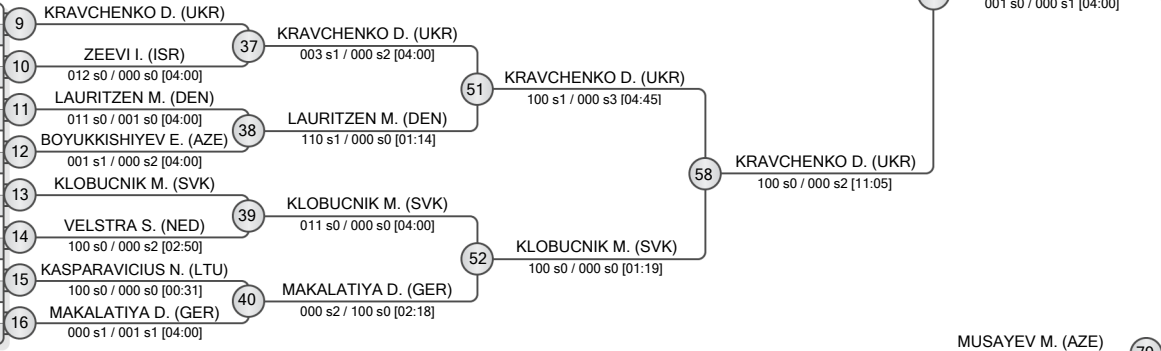 001 s0 / 000 s1 [04:00]
9
KRAVCHENKO D. (UKR)
37
KRAVCHENKO D. (UKR)
003 s1 / 000 s2 [04:00]
10
ZEEVI I. (ISR)
012 s0 / 000 s0 [04:00]
51
KRAVCHENKO D. (UKR)
100 s1 / 000 s3 [04:45]
11
LAURITZEN M. (DEN)
011 s0 / 001 s0 [04:00]
38
LAURITZEN M. (DEN)
110 s1 / 000 s0 [01:14]
12
BOYUKKISHIYEV E. (AZE)
001 s1 / 000 s2 [04:00]
58
KRAVCHENKO D. (UKR)
100 s0 / 000 s2 [11:05]
13
KLOBUCNIK M. (SVK)
39
KLOBUCNIK M. (SVK)
011 s0 / 000 s0 [04:00]
14
VELSTRA S. (NED)
100 s0 / 000 s2 [02:50]
52
KLOBUCNIK M. (SVK)
100 s0 / 000 s0 [01:19]
15
KASPARAVICIUS N. (LTU)
100 s0 / 000 s0 [00:31]
40
MAKALATIYA D. (GER)
000 s2 / 100 s0 [02:18]
16
MAKALATIYA D. (GER)
000 s1 / 001 s1 [04:00]
MUSAYEV M. (AZE)